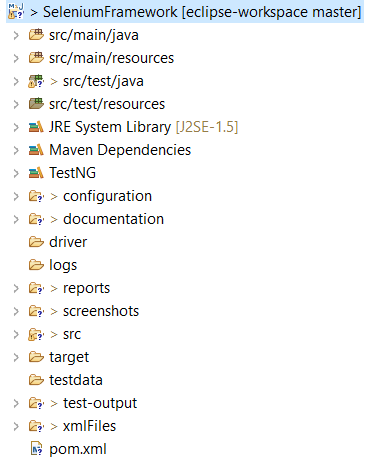 > SeleniumFramework [eclipse-workspace master]
> src/main/java
> src/main/resources
> > src/test/java
> src/test/resources
> JRE System Library [J2SE-1.5]
> Maven Dependencies
> TestNG
> > configuration
> > documentation
driver
logs
> > reports
> > screenshots
> > src
> target
testdata
> > test-output
> > xmlFiles
pom.xml